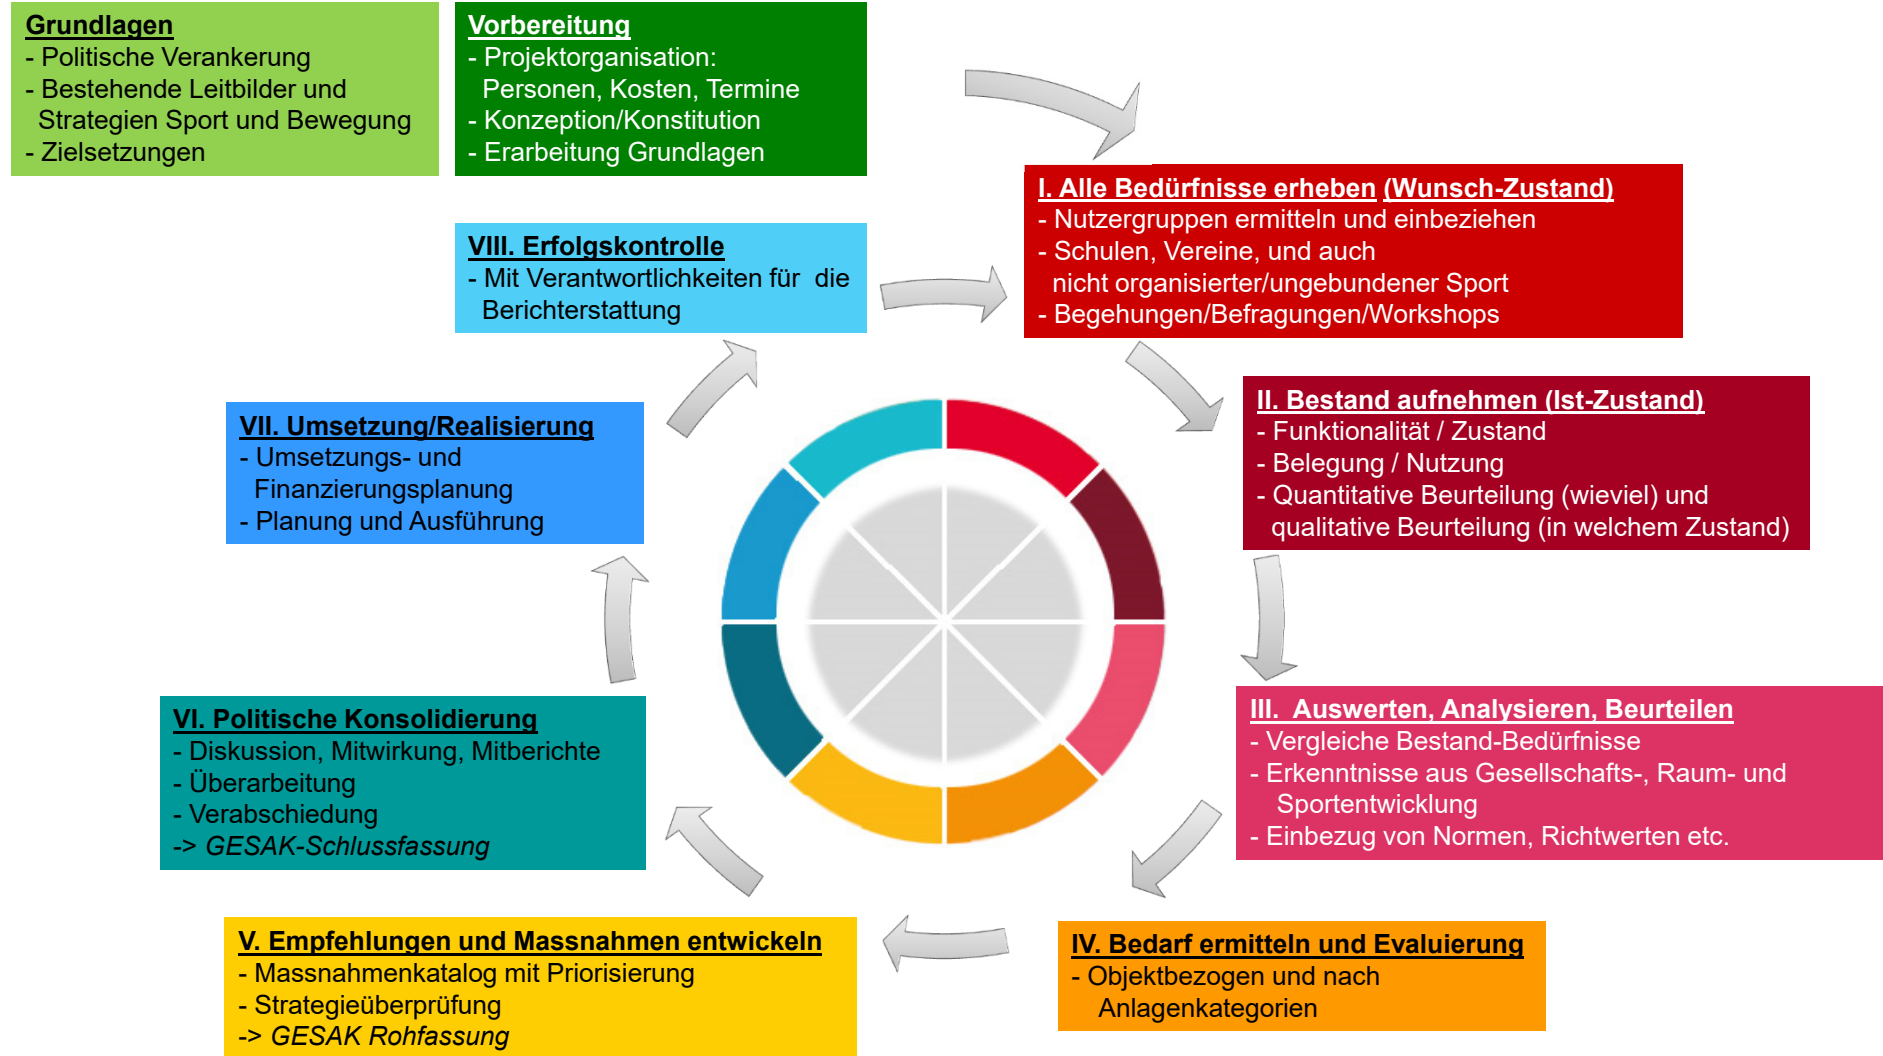 Grundlagen
- Politische Verankerung
- Bestehende Leitbilder und
Strategien Sport und Bewegung
- Zielsetzungen
Vorbereitung
- Projektorganisation:
Personen, Kosten, Termine
- Konzeption/Konstitution
- Erarbeitung Grundlagen
I. Alle Bedürfnisse erheben (Wunsch-Zustand)
- Nutzergruppen ermitteln und einbeziehen
- Schulen, Vereine, und auch
nicht organisierter/ungebundener Sport
- Begehungen/Befragungen/Workshops
II. Bestand aufnehmen (Ist-Zustand)
- Funktionalität / Zustand
- Belegung / Nutzung
- Quantitative Beurteilung (wieviel) und
qualitative Beurteilung (in welchem Zustand)
III. Auswerten, Analysieren, Beurteilen
- Vergleiche Bestand-Bedürfnisse
- Erkenntnisse aus Gesellschafts-, Raum- und
Sportentwicklung
- Einbezug von Normen, Richtwerten etc.
IV. Bedarf ermitteln und Evaluierung
- Objektbezogen und nach
Anlagenkategorien
V. Empfehlungen und Massnahmen entwickeln
- Massnahmenkatalog mit Priorisierung
- Strategieüberprüfung
-> GESAK Rohfassung
VI. Politische Konsolidierung
- Diskussion, Mitwirkung, Mitberichte
- Überarbeitung
- Verabschiedung
-> GESAK-Schlussfassung
VII. Umsetzung/Realisierung
- Umsetzungs- und
Finanzierungsplanung
- Planung und Ausführung
VIII. Erfolgskontrolle
- Mit Verantwortlichkeiten für die
Berichterstattung